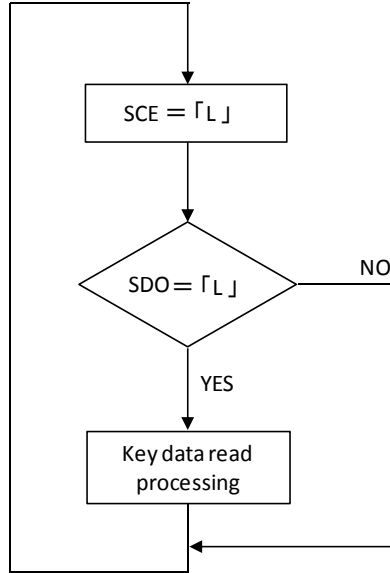 SCE ＝「L」
SDO＝「L」
NO
YES
Key data read
processing